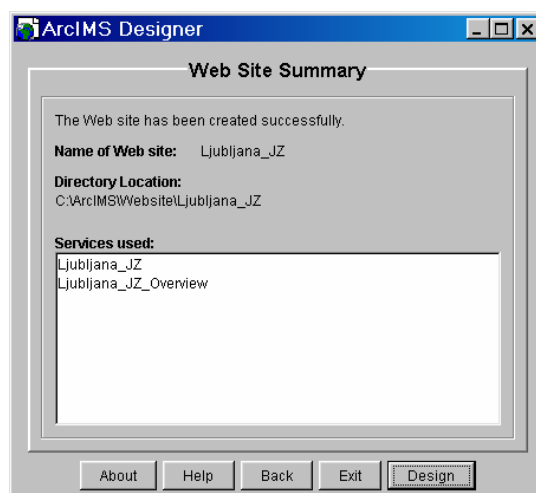 ArcIMS Designer
Web Site Summary
The Web site has been created successfully.
Name of Web site: Ljubljana_JZ
Directory Location:
C:\ArcIMS\Website\Ljubljana_JZ
Services used:
Ljubljana_JZ
Ljubljana_JZ_Overview
About Help Back Exit Design